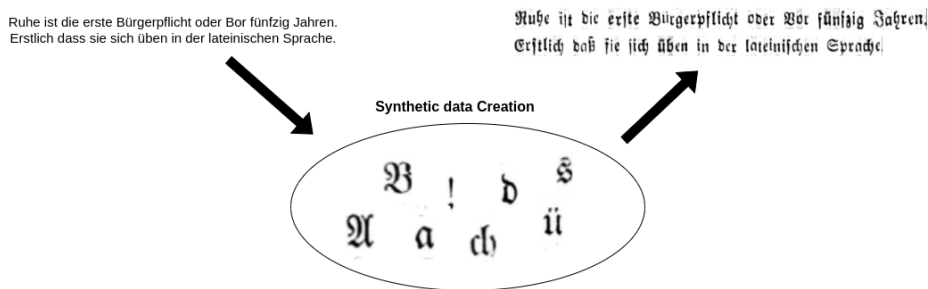 Ruhe ist die erste Bürgerpflicht oder Bor fünfzig Jahren.
Erstlich dass sie sich üben in der lateinischen Sprache.
Ruhe iſt die erſte Bürgerpflicht oder Vor fünfzig Jahren.
Erſtlich daß ſie ſich üben in der lateiniſchen Sprache
Synthetic data Creation
B ! d s
A a ch ü